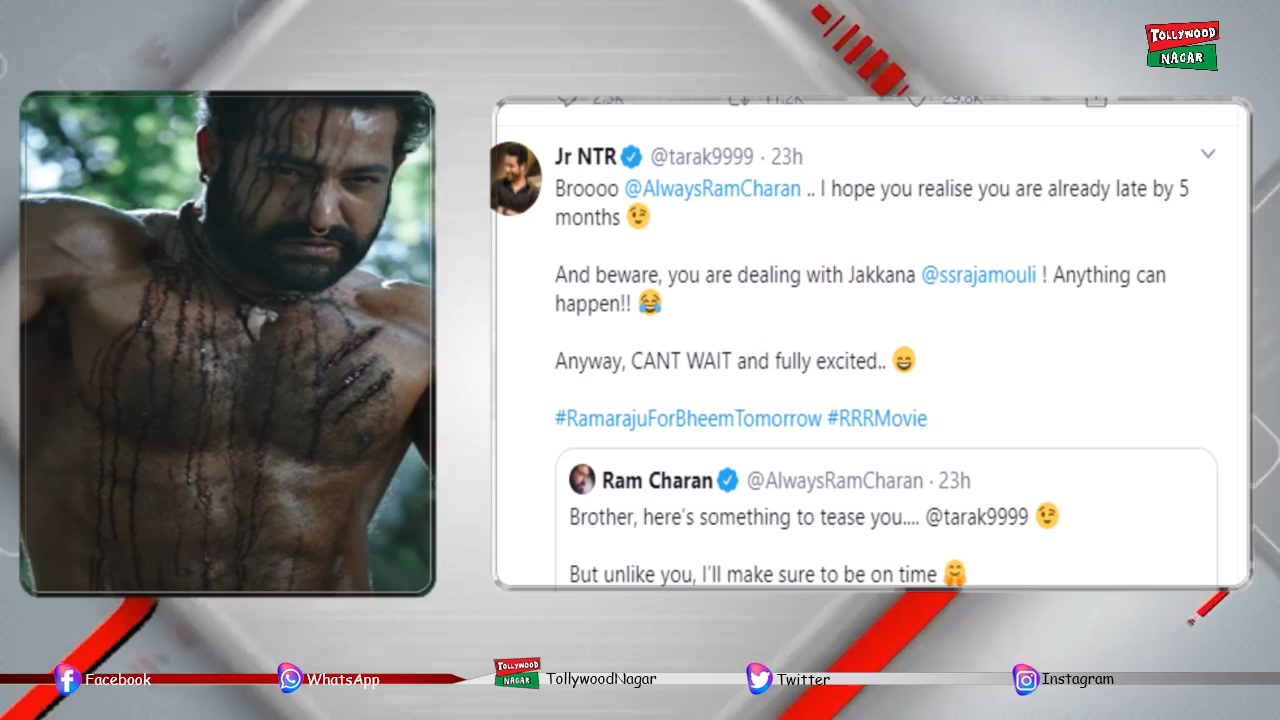 TOLLYWOOD
NAGAR
Jr NTR @tarak9999 · 23h
Broooo @AlwaysRamCharan .. I hope you realise you are already late by 5
months 😉
And beware, you are dealing with Jakkana @ssrajamouli ! Anything can
happen!! 😂
Anyway, CANT WAIT and fully excited.. 😄
#RamarajuForBheemTomorrow #RRRMovie
Ram Charan @AlwaysRamCharan · 23h
Brother, here's something to tease you.... @tarak9999 😉
But unlike you, I'll make sure to be on time 🤗
Facebook
WhatsApp
TOLLYWOOD
NAGAR
TollywoodNagar
Twitter
Instagram